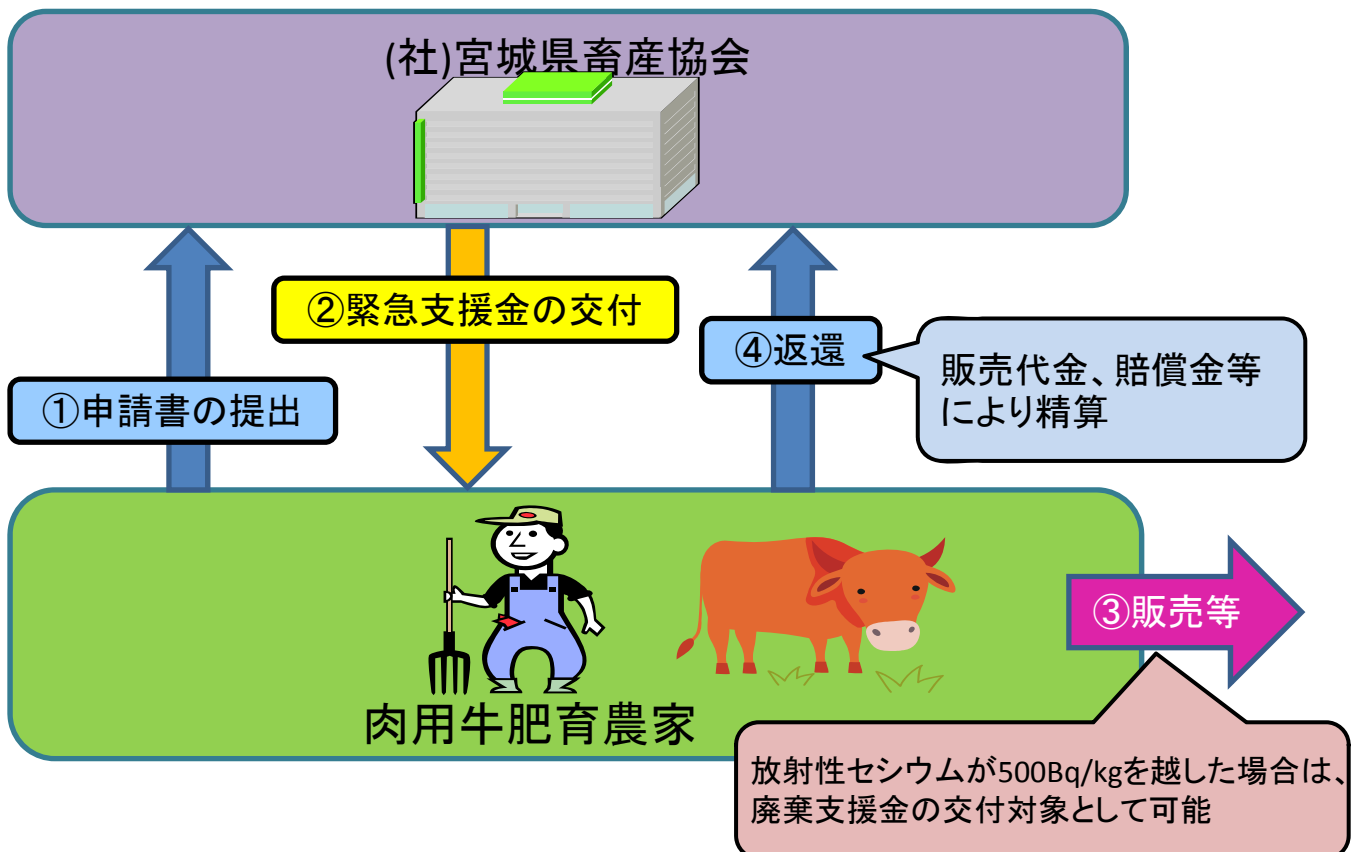 (社)宮城県畜産協会
②緊急支援金の交付
④返還
販売代金、賠償金等
により精算
①申請書の提出
③販売等
肉用牛肥育農家
放射性セシウムが500Bq/kgを越した場合は、
廃棄支援金の交付対象として可能